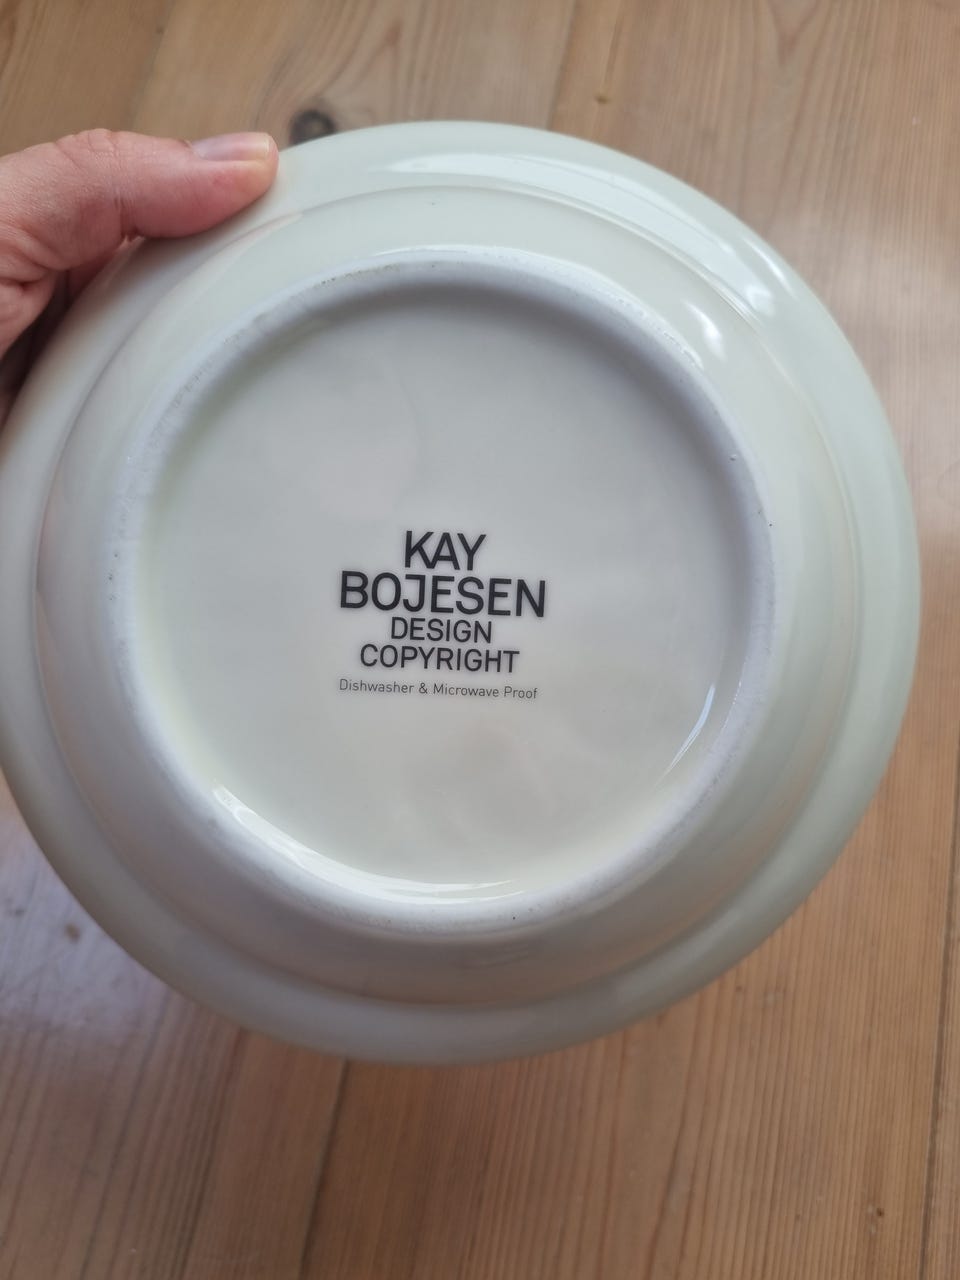 KAY
BOJESEN
DESIGN
COPYRIGHT
Dishwasher & Microwave Proof